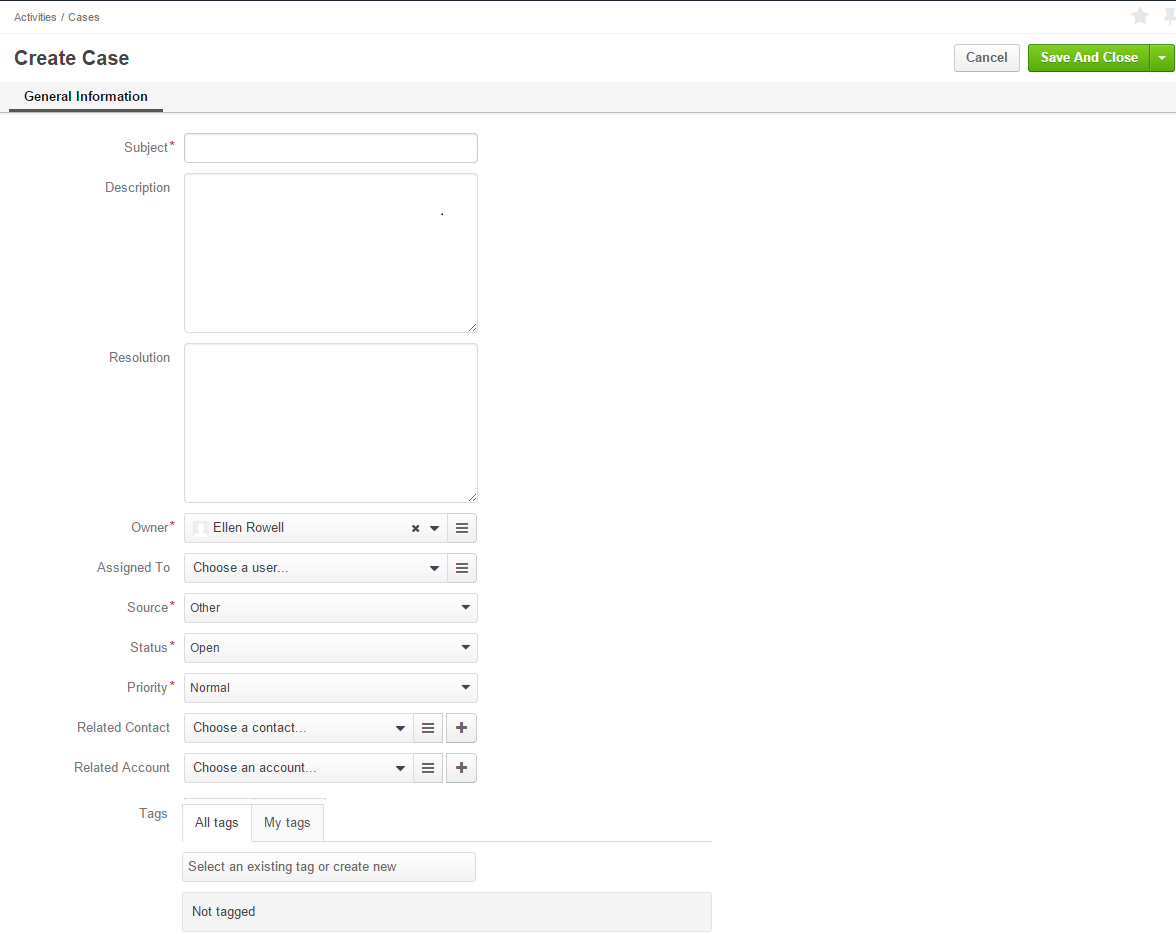 Activities / Cases
Create Case
Cancel
Save And Close
General Information
Subject*
Description
.
Resolution
Owner* Ellen Rowell
Assigned To Choose a user...
Source* Other
Status* Open
Priority* Normal
Related Contact Choose a contact...
Related Account Choose an account...
Tags All tags My tags
Select an existing tag or create new
Not tagged